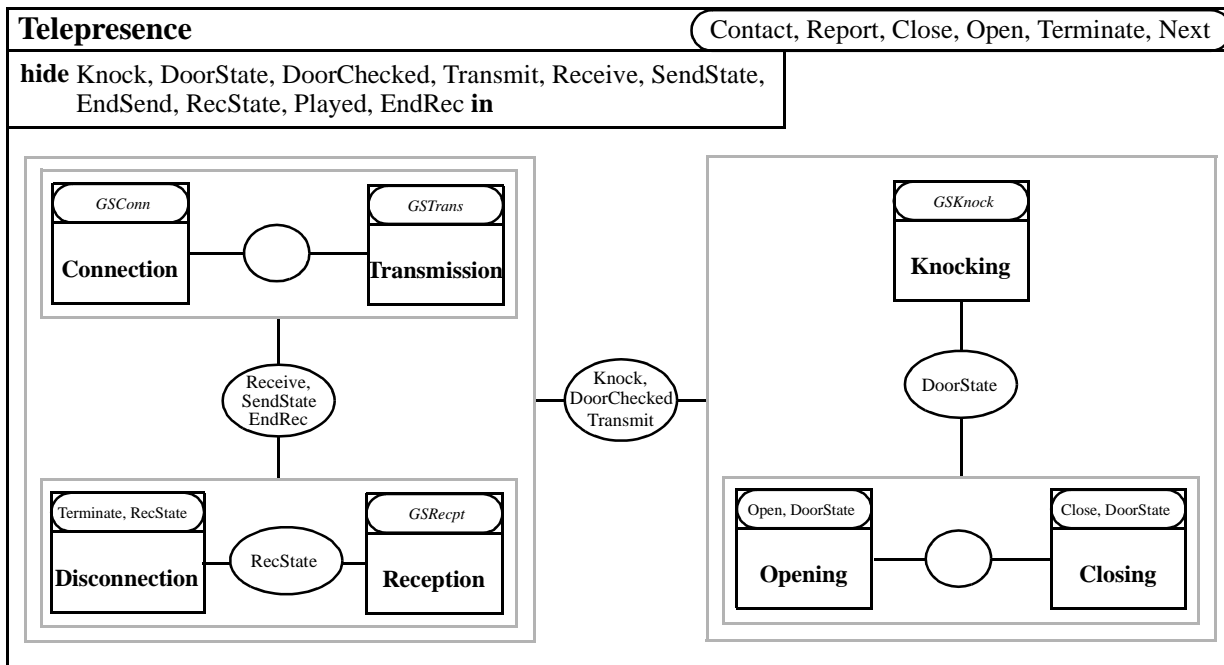 Telepresence
Contact, Report, Close, Open, Terminate, Next
hide Knock, DoorState, DoorChecked, Transmit, Receive, SendState,
EndSend, RecState, Played, EndRec in
GSConn
Connection
GSTrans
Transmission
Receive,
SendState
EndRec
Terminate, RecState
Disconnection
RecState
GSRecpt
Reception
Knock,
DoorChecked
Transmit
GSKnock
Knocking
DoorState
Open, DoorState
Opening
Close, DoorState
Closing